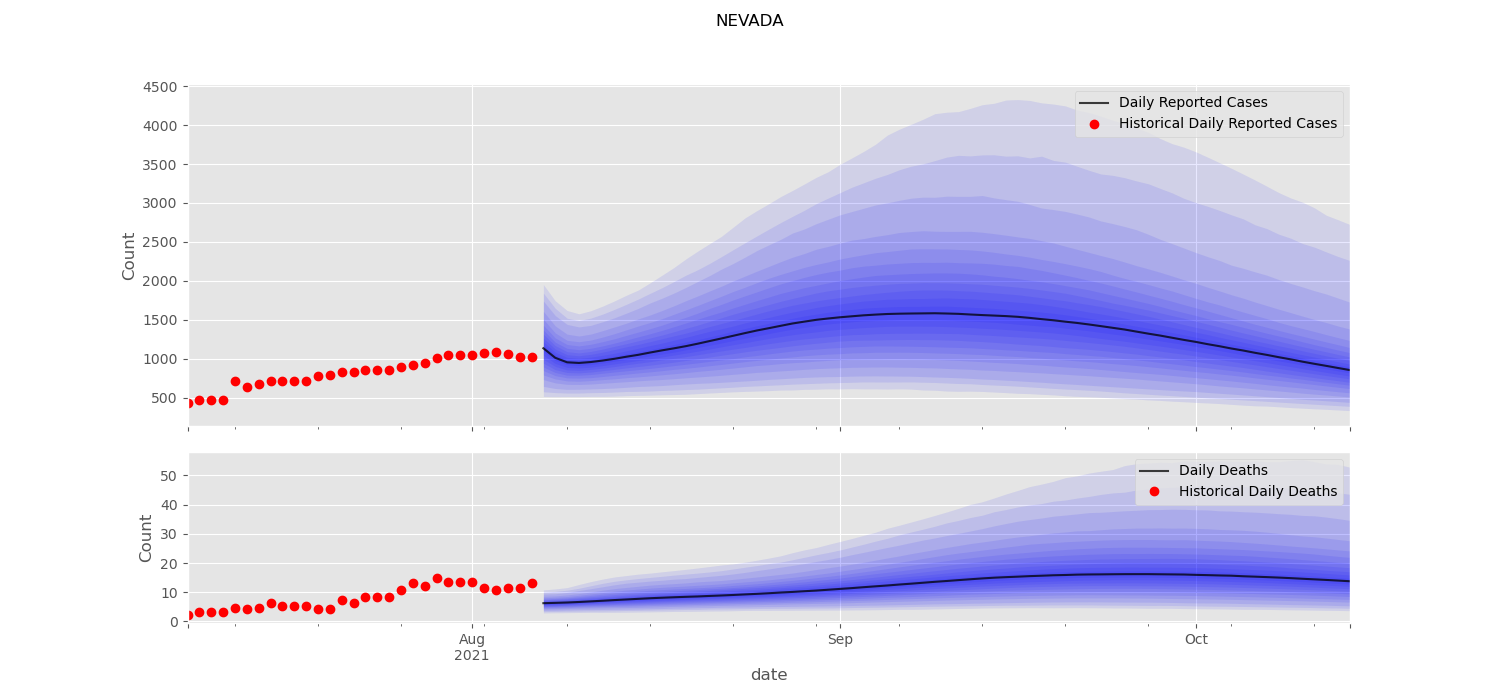 NEVADA
4500
4000
3500
3000
2500
2000
1500
1000
500
Count
Daily Reported Cases
Historical Daily Reported Cases
50
40
30
20
10
0
Count
Daily Deaths
Historical Daily Deaths
Aug
2021
Sep
Oct
date